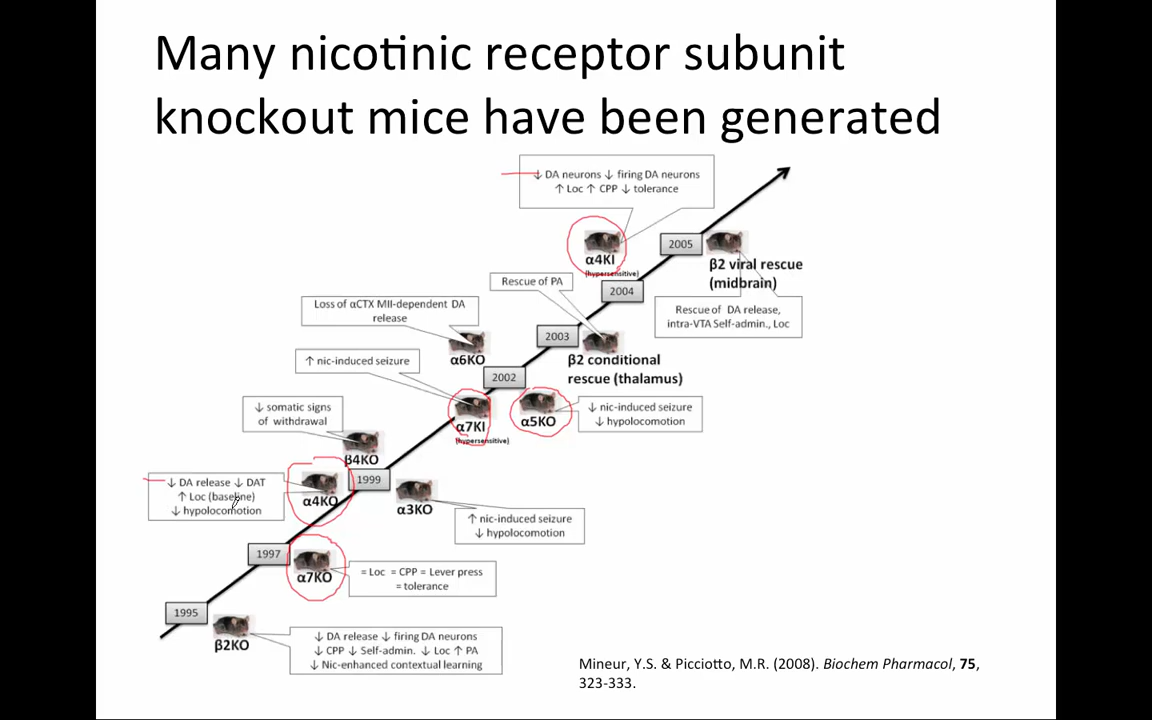 Many nicotinic receptor subunit
knockout mice have been generated
↓ DA neurons ↓ firing DA neurons
↑ Loc ↑ CPP ↓ tolerance
α4KI
(hypersensitive)
2005
β2 viral rescue
(midbrain)
Rescue of DA release,
intra-VTA Self-admin., Loc
Rescue of PA
2004
Loss of αCTX MII-dependent DA
release
α6KO
2003
β2 conditional
rescue (thalamus)
↑ nic-induced seizure
2002
α7KI
(hypersensitive)
α5KO
↓ nic-induced seizure
↓ hypolocomotion
↓ somatic signs
of withdrawal
β4KO
1999
↓ DA release ↓ DAT
↑ Loc (baseline)
↓ hypolocomotion
α4KO
α3KO
↑ nic-induced seizure
↓ hypolocomotion
1997
α7KO
= Loc = CPP = Lever press
= tolerance
1995
β2KO
↓ DA release ↓ firing DA neurons
↓ CPP ↓ Self-admin. ↓ Loc ↑ PA
↓ Nic-enhanced contextual learning
Mineur, Y.S. & Picciotto, M.R. (2008). Biochem Pharmacol, 75,
323-333.